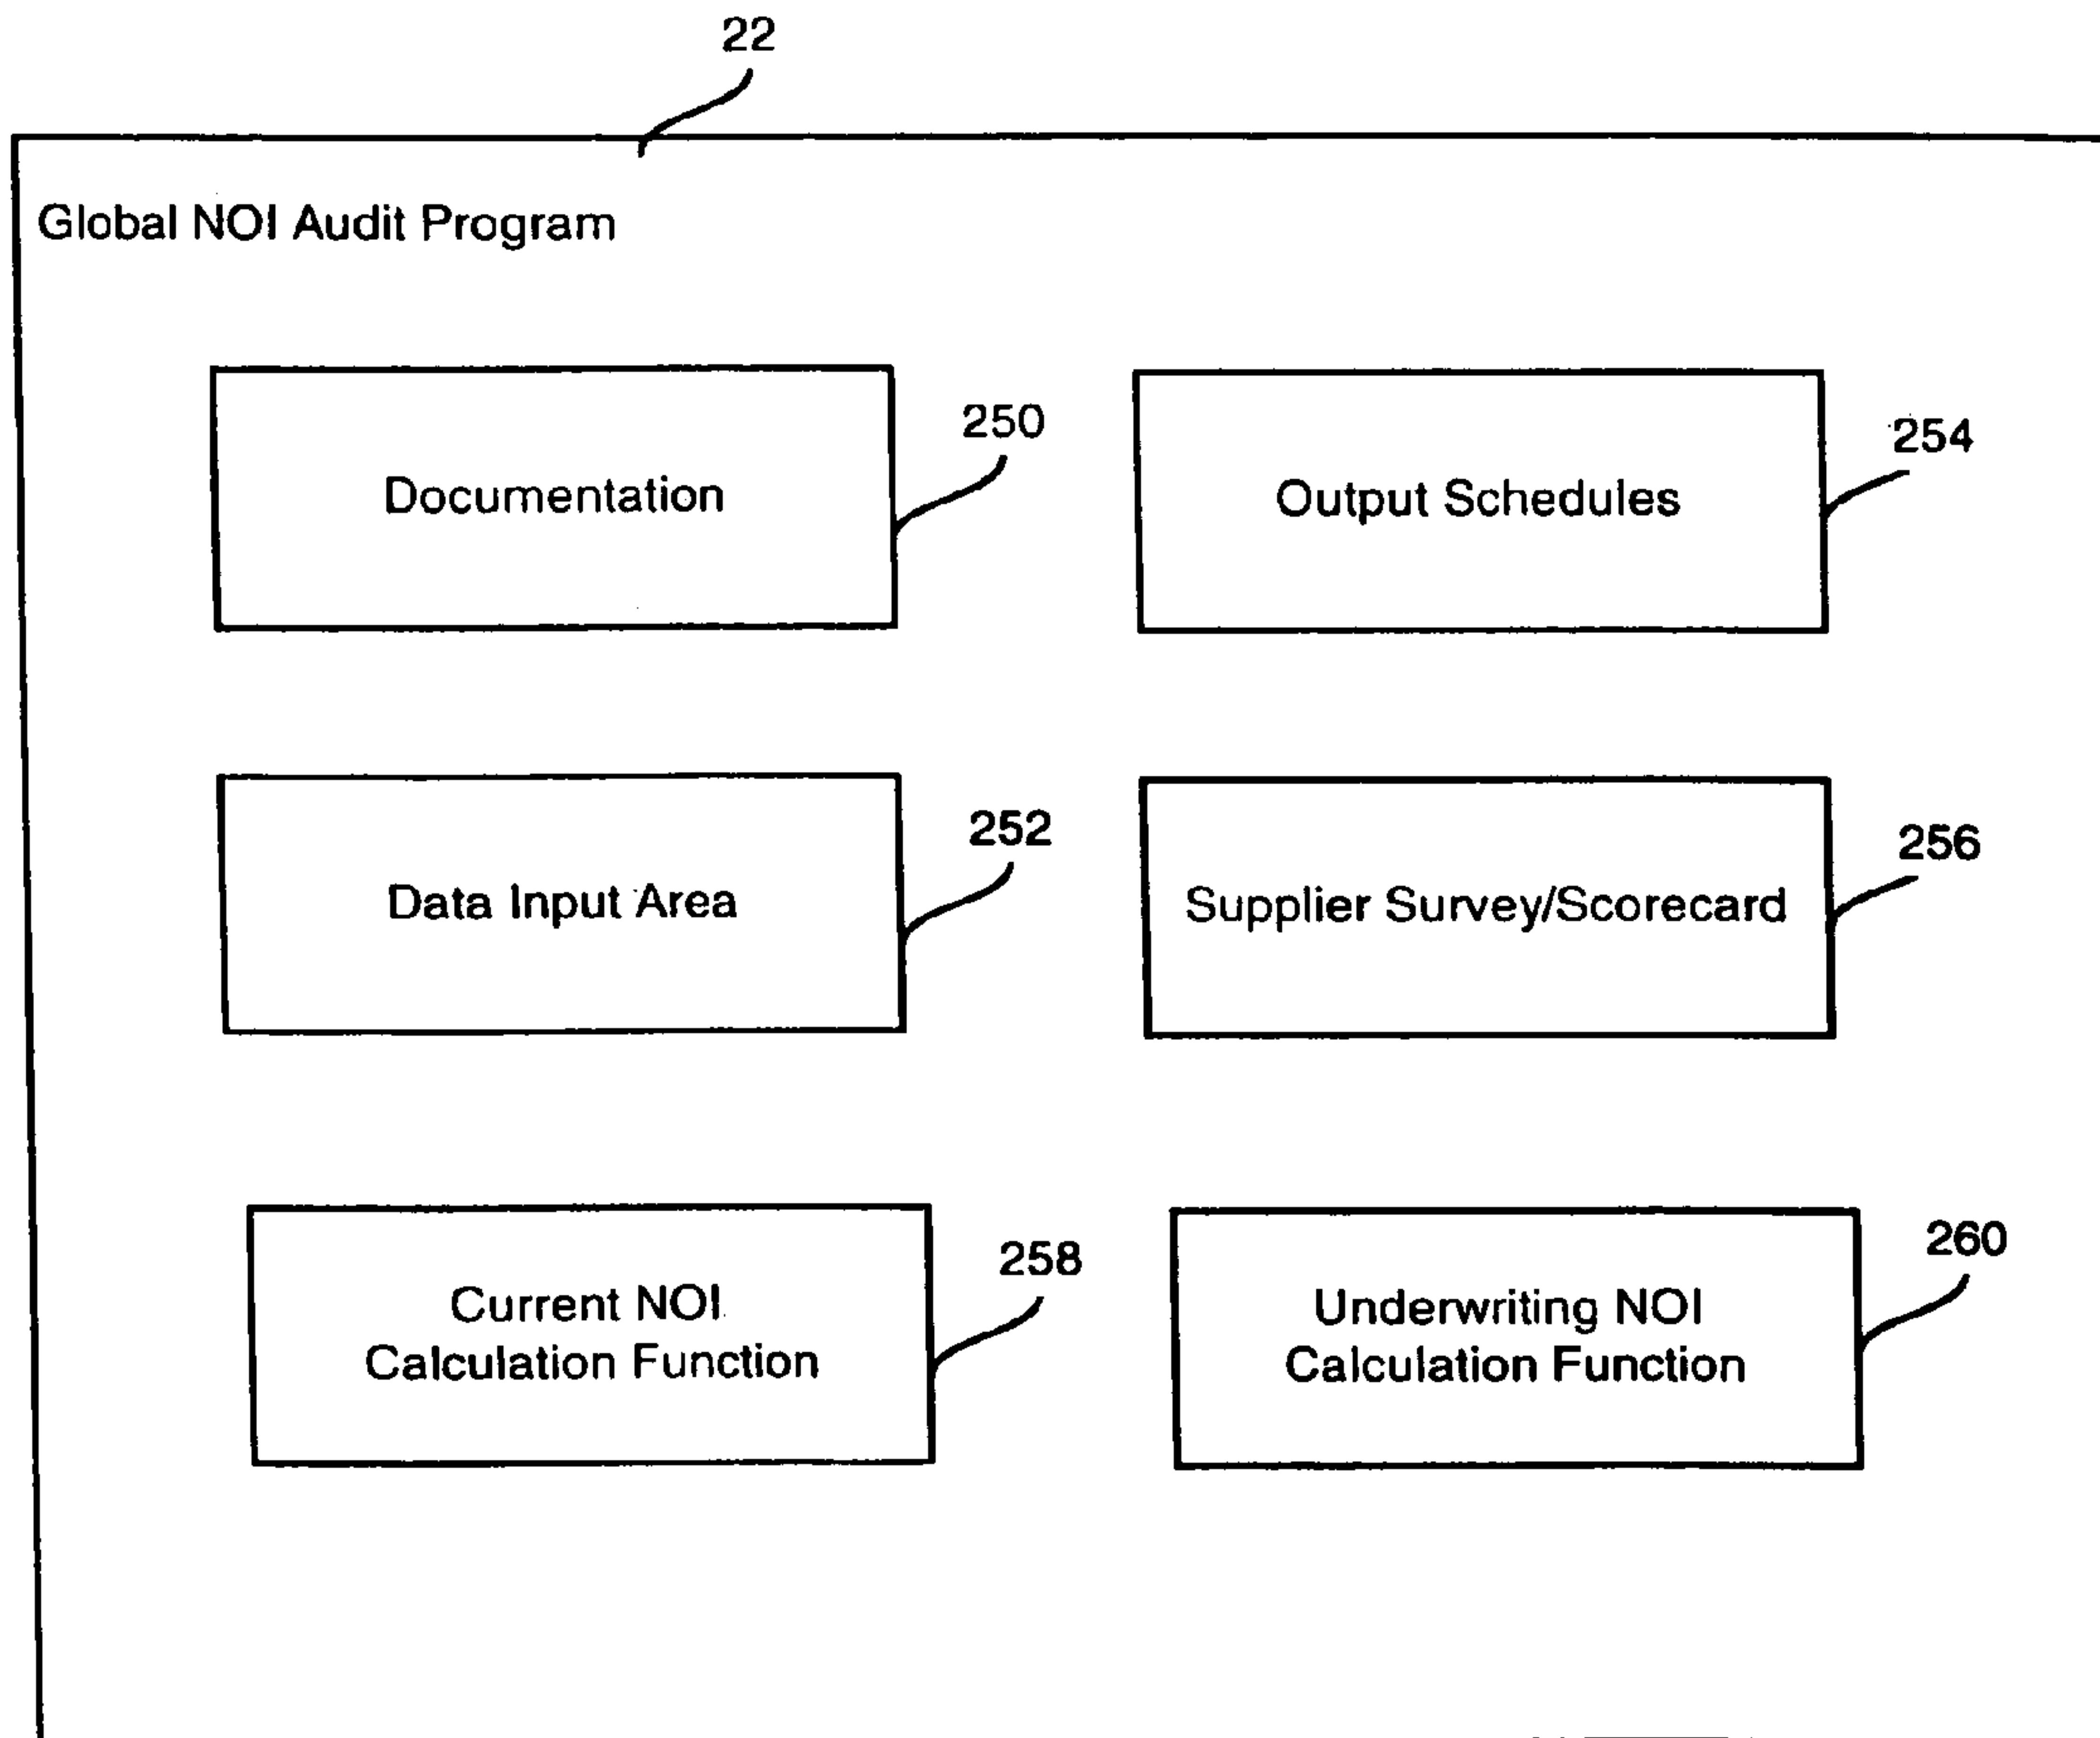 22
Global NOI Audit Program
Documentation
250
Output Schedules
254
Data Input Area
252
Supplier Survey/Scorecard
256
Current NOI
Calculation Function
258
Underwriting NOI
Calculation Function
260